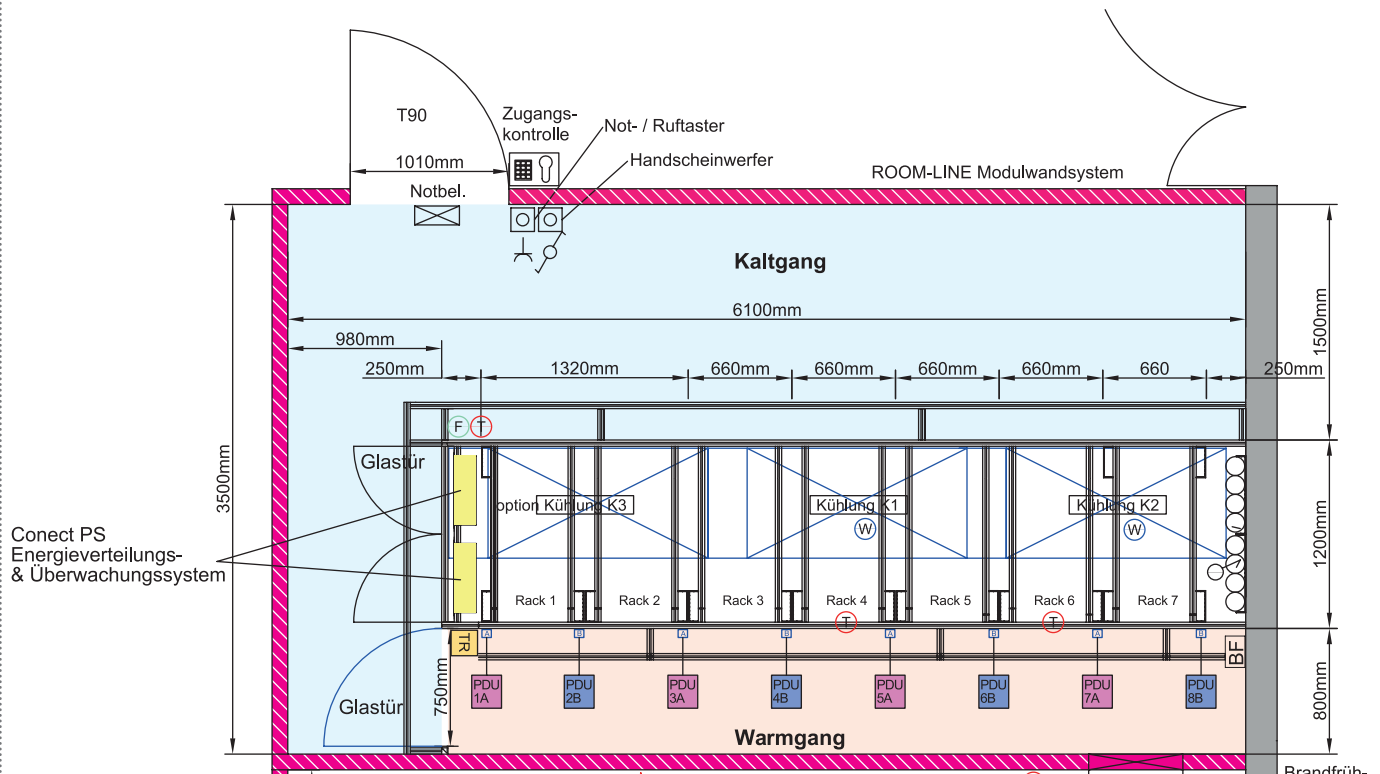 T90
Zugangs-
kontrolle
Not- / Ruftaster
1010mm
Handscheinwerfer
ROOM-LINE Modulwandsystem
Notbel.
Kaltgang
6100mm
1500mm
980mm
250mm
1320mm
660mm
660mm
660mm
660mm
660
250mm
F
T
Glastür
3500mm
option Kühlung K3
Kühlung K1
Kühlung K2
W
W
1200mm
Conect PS
Energieverteilungs-
& Überwachungssystem
Rack 1
Rack 2
Rack 3
Rack 4
Rack 5
Rack 6
Rack 7
T
T
TR
A
B
A
B
A
B
A
B
BF
PDU
1A
PDU
2B
PDU
3A
PDU
4B
PDU
5A
PDU
6B
PDU
7A
PDU
8B
Glastür
750mm
800mm
Warmgang
Brandfrüh-